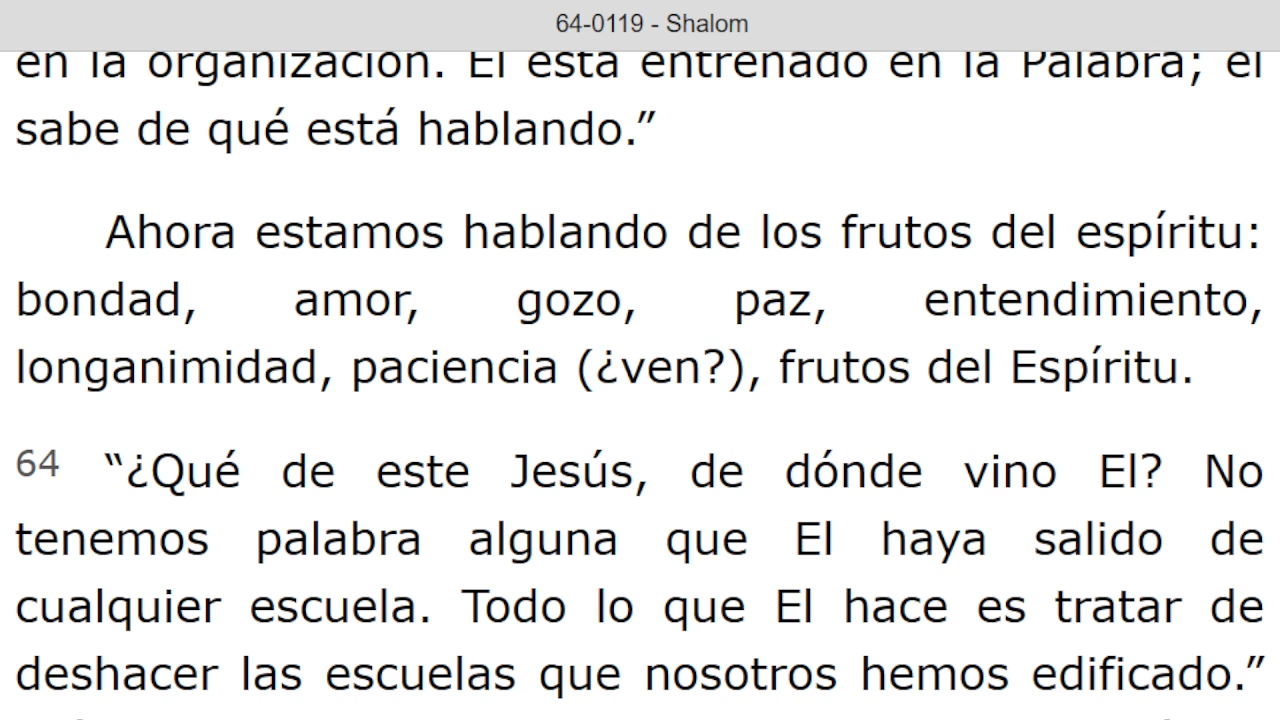 64-0119 - Shalom
en la organización. El está entrenado en la Palabra; él
sabe de qué está hablando.”
Ahora estamos hablando de los frutos del espíritu:
bondad, amor, gozo, paz, entendimiento,
longanimidad, paciencia (¿ven?), frutos del Espíritu.
64 “¿Qué de este Jesús, de dónde vino El? No
tenemos palabra alguna que El haya salido de
cualquier escuela. Todo lo que El hace es tratar de
deshacer las escuelas que nosotros hemos edificado.”